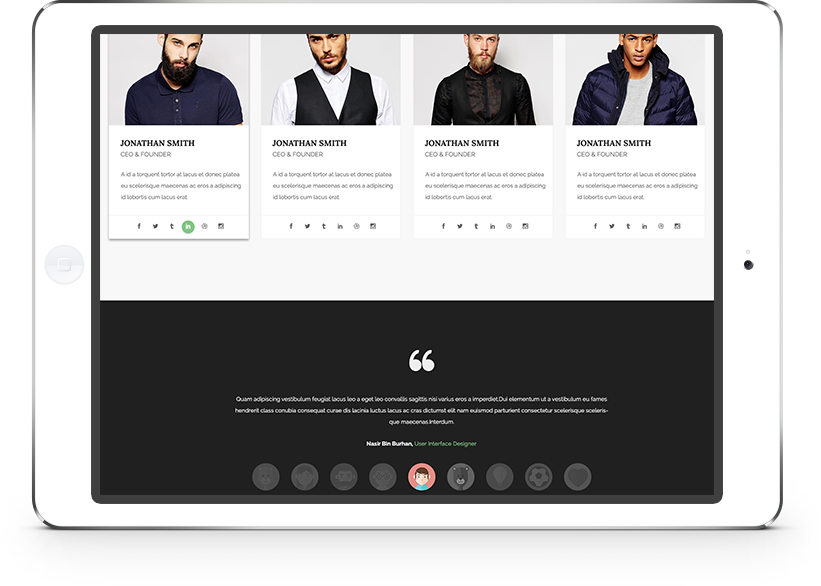 JONATHAN SMITH
CEO & FOUNDER
A id a torquent tortor at lacus et donec platea
eu scelerisque maecenas ac eros a adipiscing
id lobortis cum lacus erat.
JONATHAN SMITH
CEO & FOUNDER
A id a torquent tortor at lacus et donec platea
eu scelerisque maecenas ac eros a adipiscing
id lobortis cum lacus erat.
JONATHAN SMITH
CEO & FOUNDER
A id a torquent tortor at lacus et donec platea
eu scelerisque maecenas ac eros a adipiscing
id lobortis cum lacus erat.
JONATHAN SMITH
CEO & FOUNDER
A id a torquent tortor at lacus et donec platea
eu scelerisque maecenas ac eros a adipiscing
id lobortis cum lacus erat.
“
Quam adipiscing vestibulum feugiat lacus leo a eget leo convallis sagittis nisi varius eros a imperdiet.Dui elementum ut a vestibulum eu fames
hendrerit class conubia consequat curae dis lacinia luctus lacus ac cras dictumst elit nam euismod parturient consectetur scelerisque sceleris-
que maecenas.Interdum.
Nasir Bin Burhan, User Interface Designer